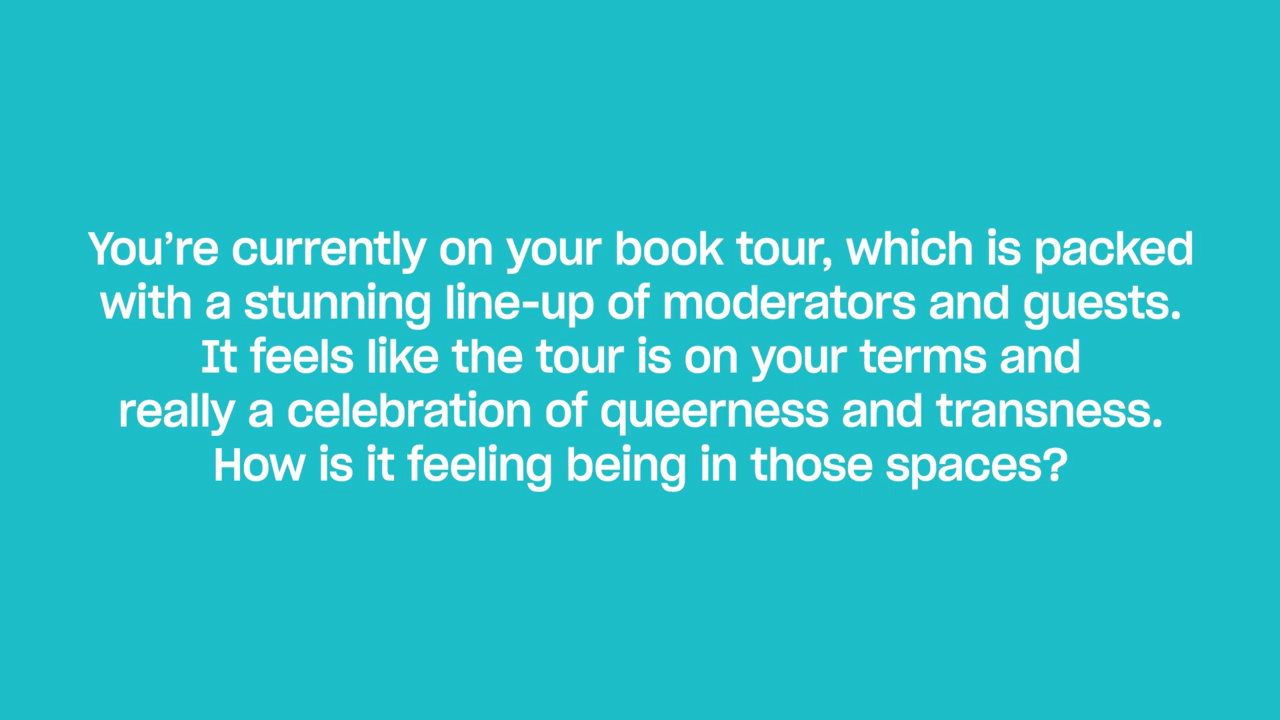 You’re currently on your book tour, which is packed
with a stunning line-up of moderators and guests.
It feels like the tour is on your terms and
really a celebration of queerness and transness.
How is it feeling being in those spaces?